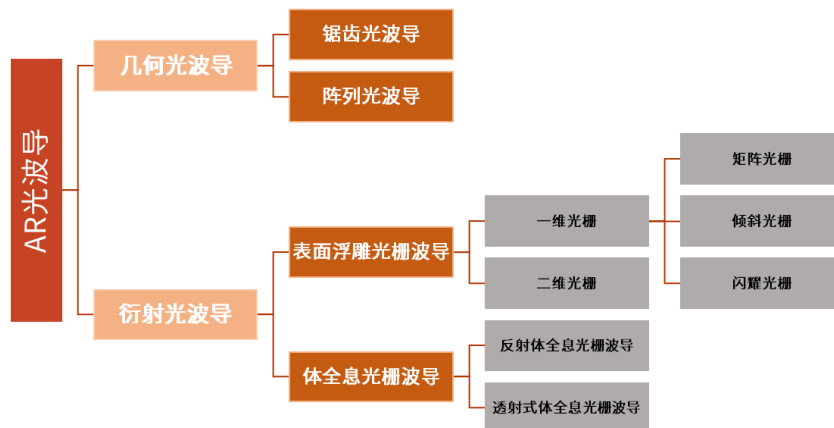 AR光波导
几何光波导
锯齿光波导
阵列光波导
衍射光波导
表面浮雕光栅波导
一维光栅
矩阵光栅
倾斜光栅
闪耀光栅
二维光栅
体全息光栅波导
反射体全息光栅波导
透射式体全息光栅波导